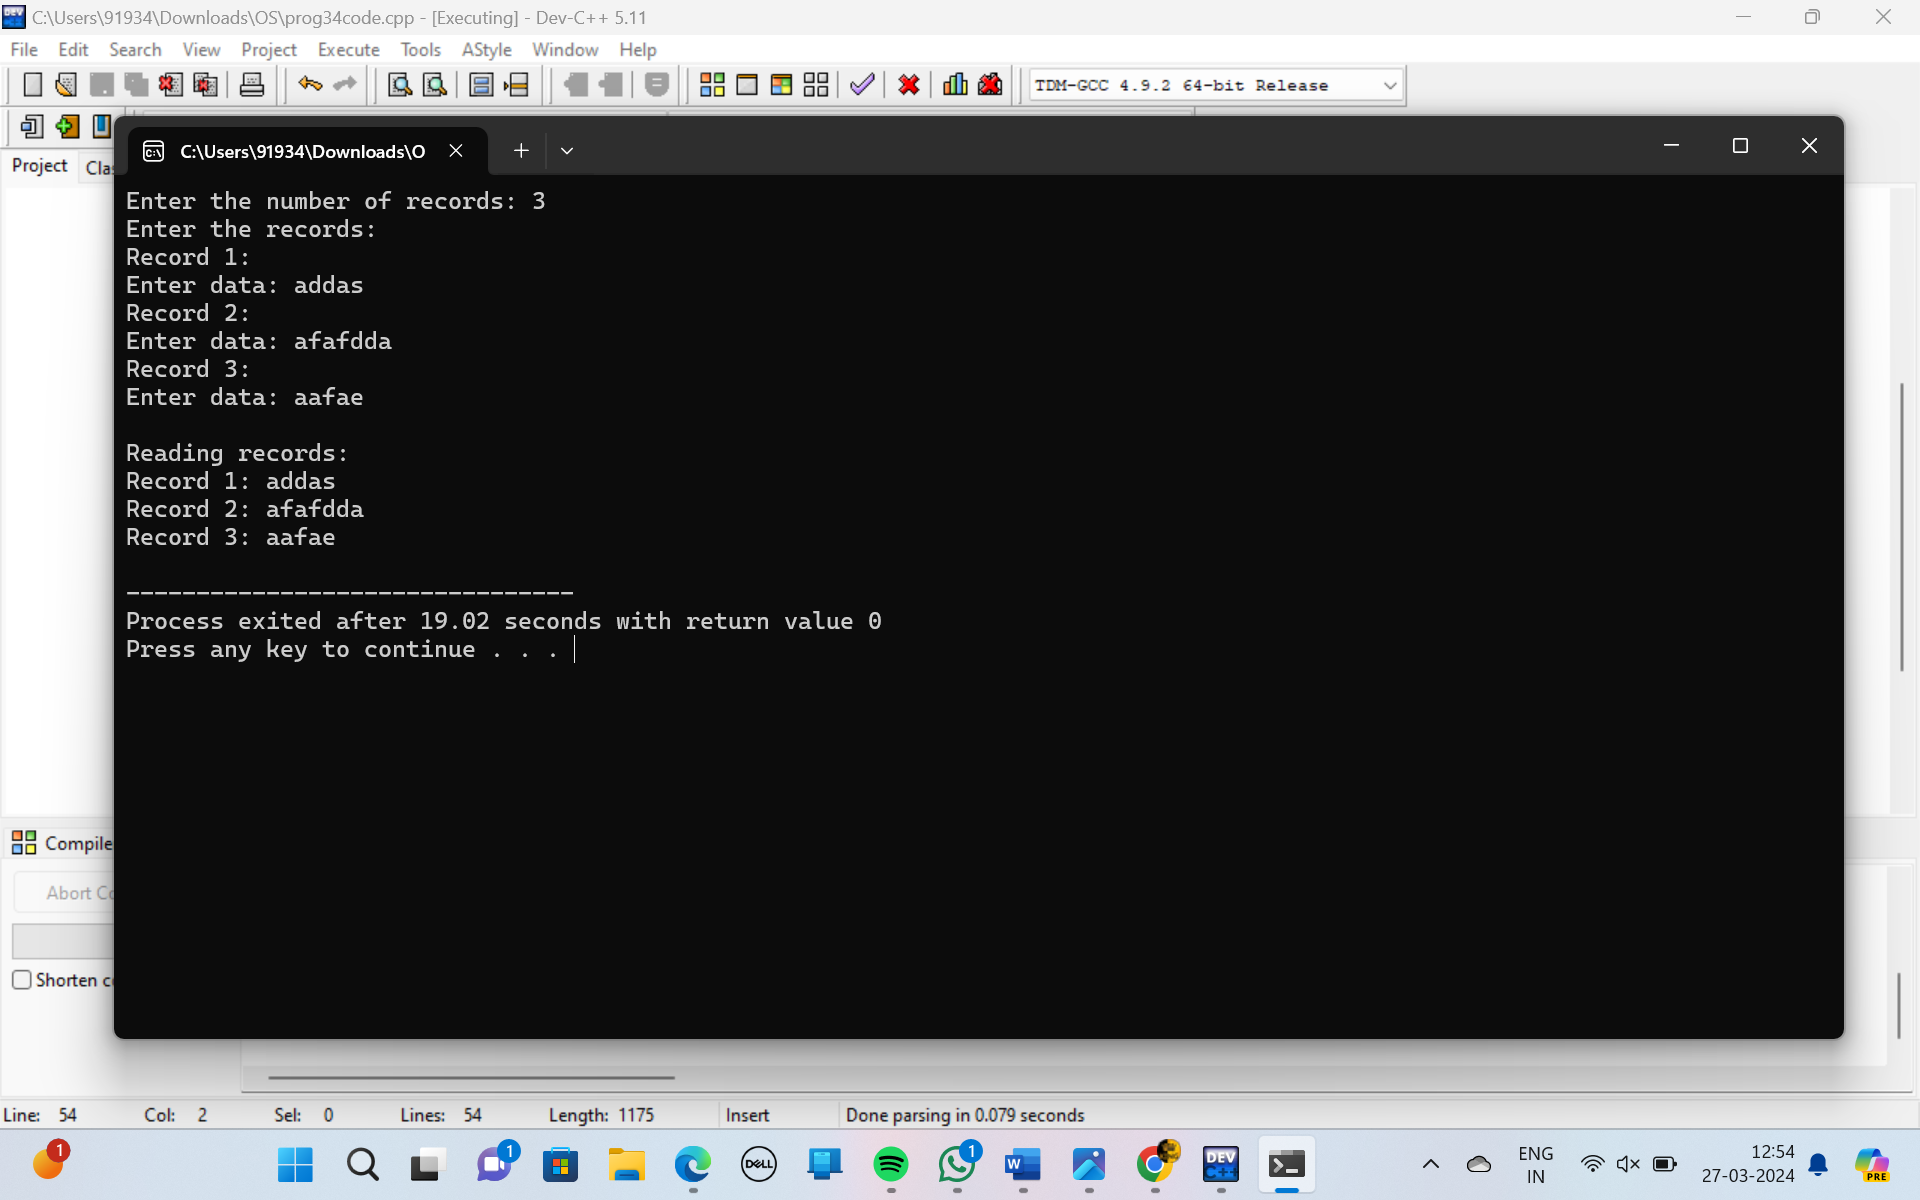 C:\Users\91934\Downloads\OS\prog34code.cpp - [Executing] - Dev-C++ 5.11
File Edit Search View Project Execute Tools AStyle Window Help
TDM-GCC 4.9.2 64-bit Release
C:\Users\91934\Downloads\O
Project Clas
Enter the number of records: 3
Enter the records:
Record 1:
Enter data: addas
Record 2:
Enter data: afafdda
Record 3:
Enter data: aafae
Reading records:
Record 1: addas
Record 2: afafdda
Record 3: aafae
--------------------------------
Process exited after 19.02 seconds with return value 0
Press any key to continue . . .
Compile
Abort Co
Shorten c
Line: 54 Col: 2 Sel: 0 Lines: 54 Length: 1175 Insert Done parsing in 0.079 seconds
1 1 DELL 1 W DEV C++ ENG 12:54
IN 27-03-2024 PRE